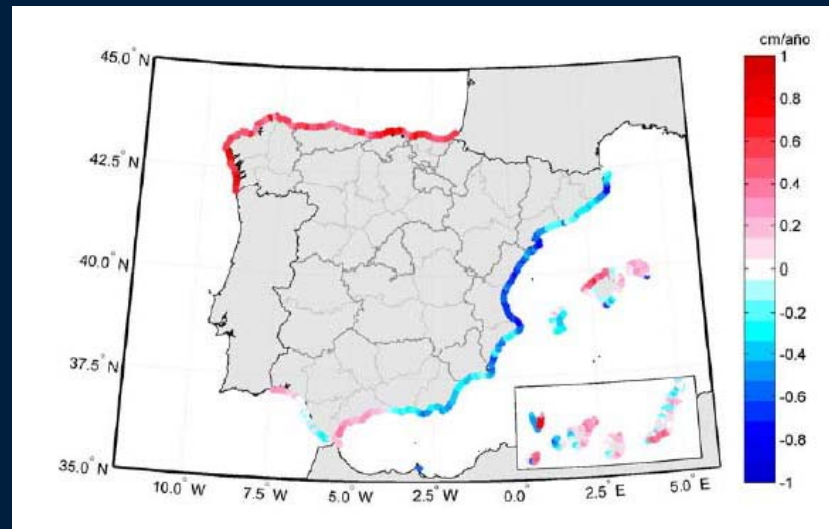 cm/año
45.0° N
42.5° N
40.0° N
37.5° N
35.0° N
10.0° W
7.5° W
5.0° W
2.5° W
0.0°
2.5° E
5.0° E
1
0.8
0.6
0.4
0.2
0
-0.2
-0.4
-0.6
-0.8
-1